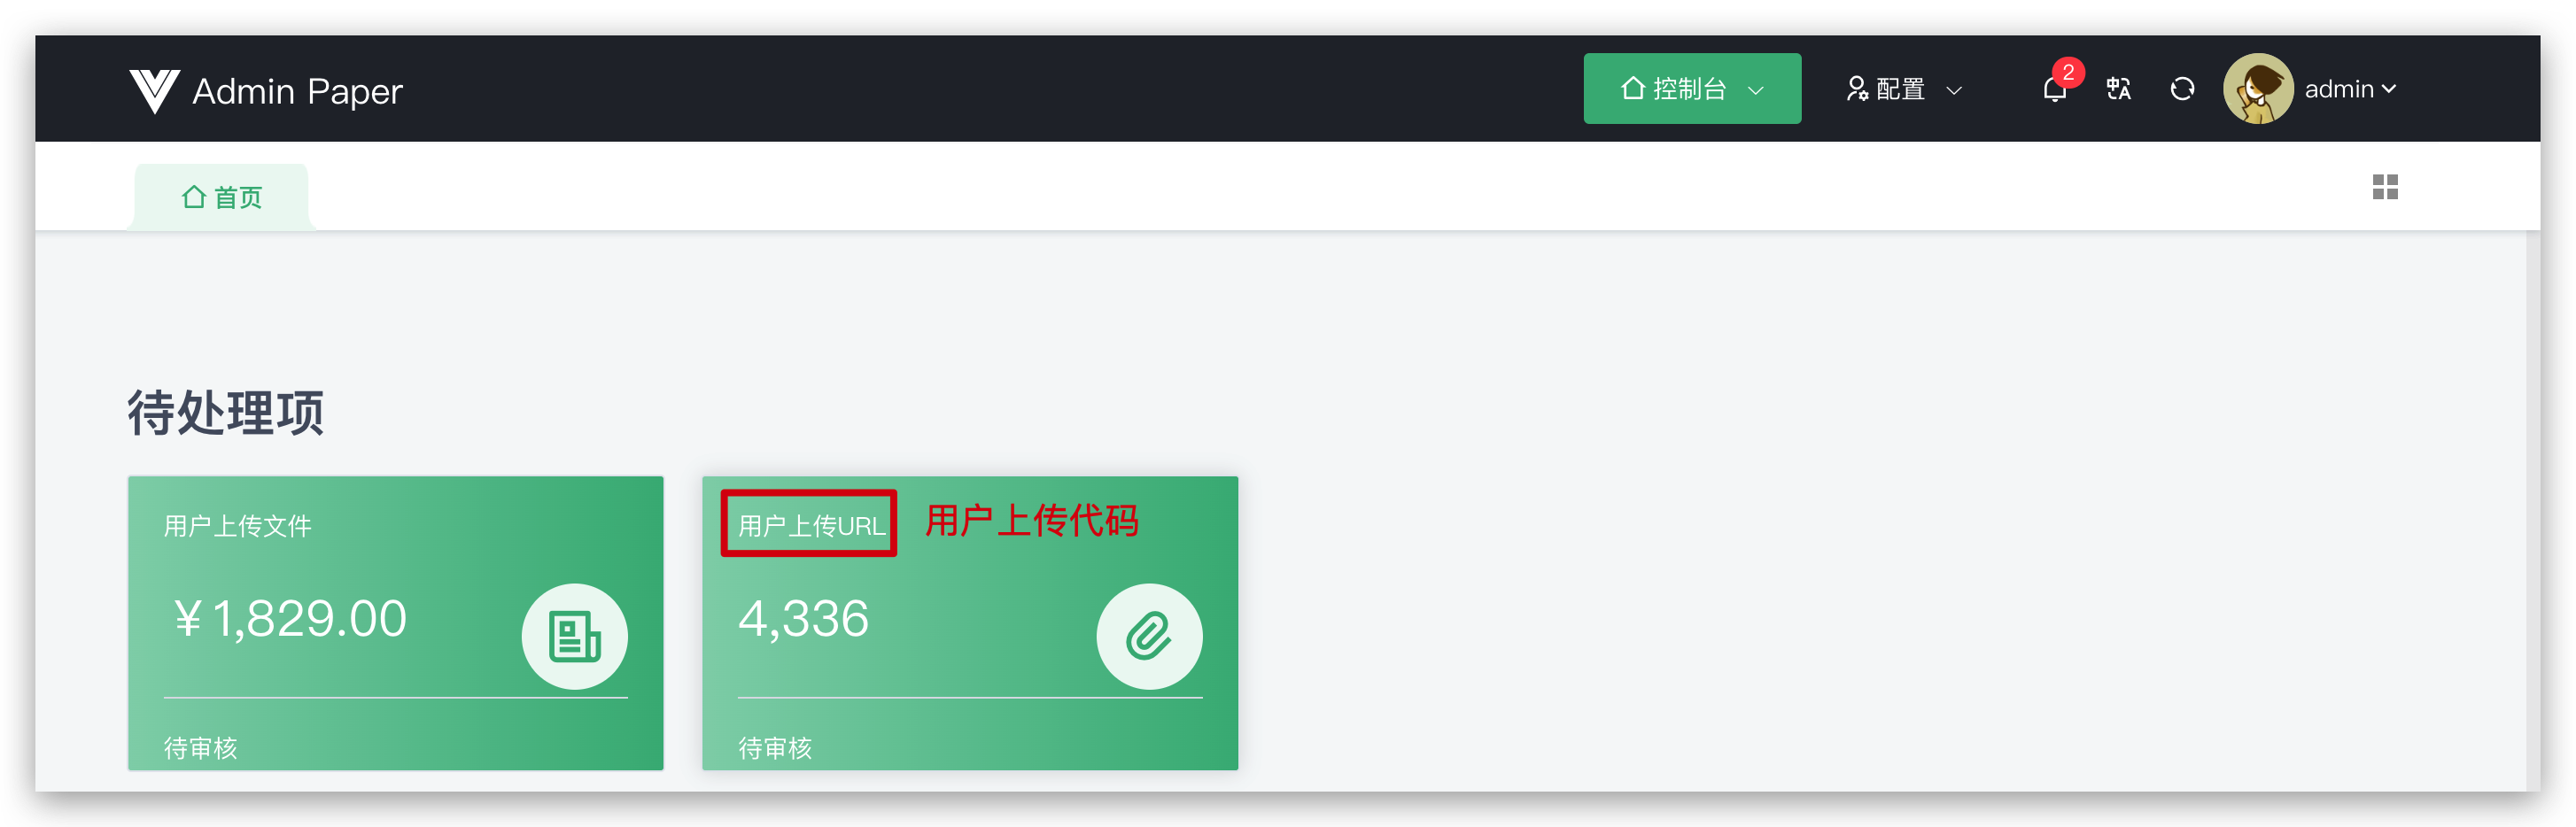 Admin Paper
控制台
配置
2
admin
首页
待处理项
用户上传文件
¥1,829.00
待审核
用户上传URL
用户上传代码
4,336
待审核